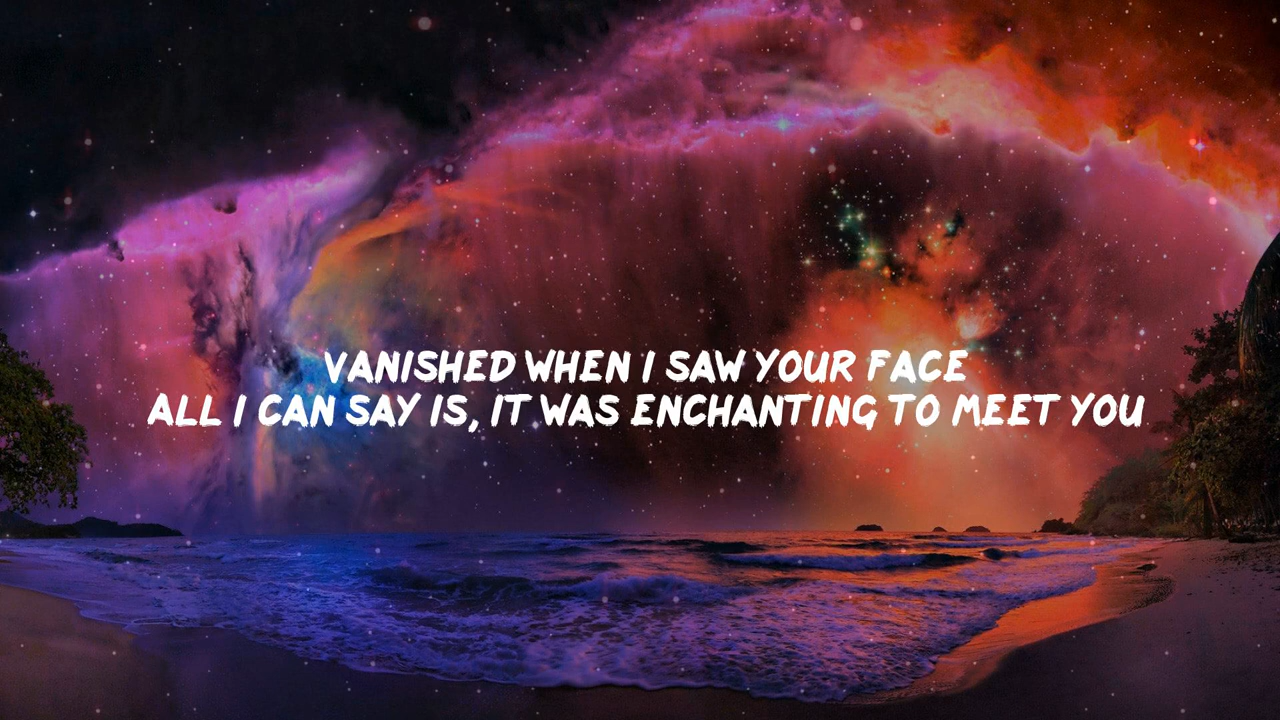 VANISHED WHEN I SAW YOUR FACE
ALL I CAN SAY IS, IT WAS ENCHANTING TO MEET YOU